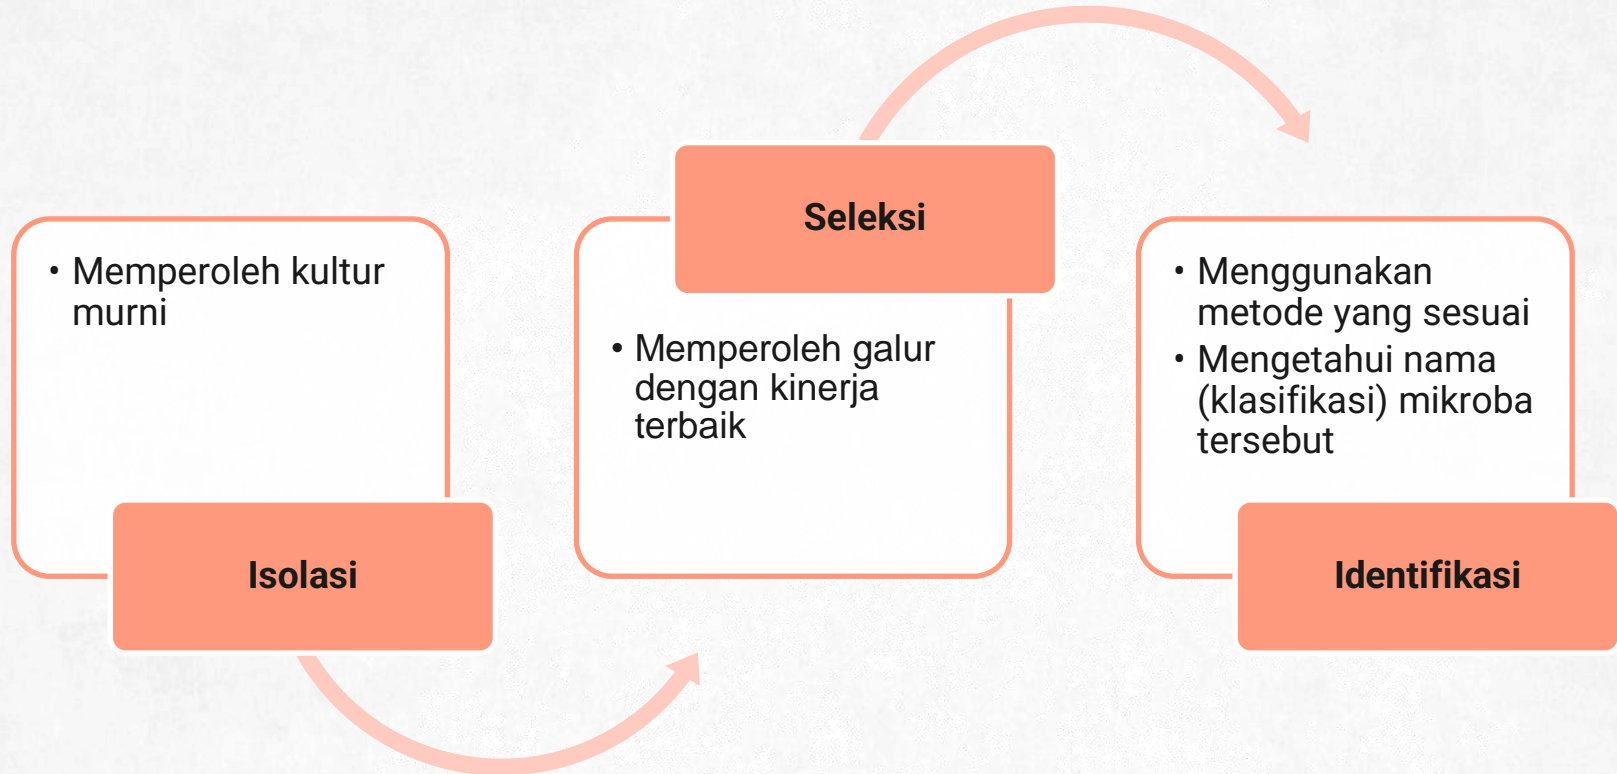 • Memperoleh kultur
murni
Isolasi
Seleksi
• Memperoleh galur
dengan kinerja
terbaik
• Menggunakan
metode yang sesuai
• Mengetahui nama
(klasifikasi) mikroba
tersebut
Identifikasi